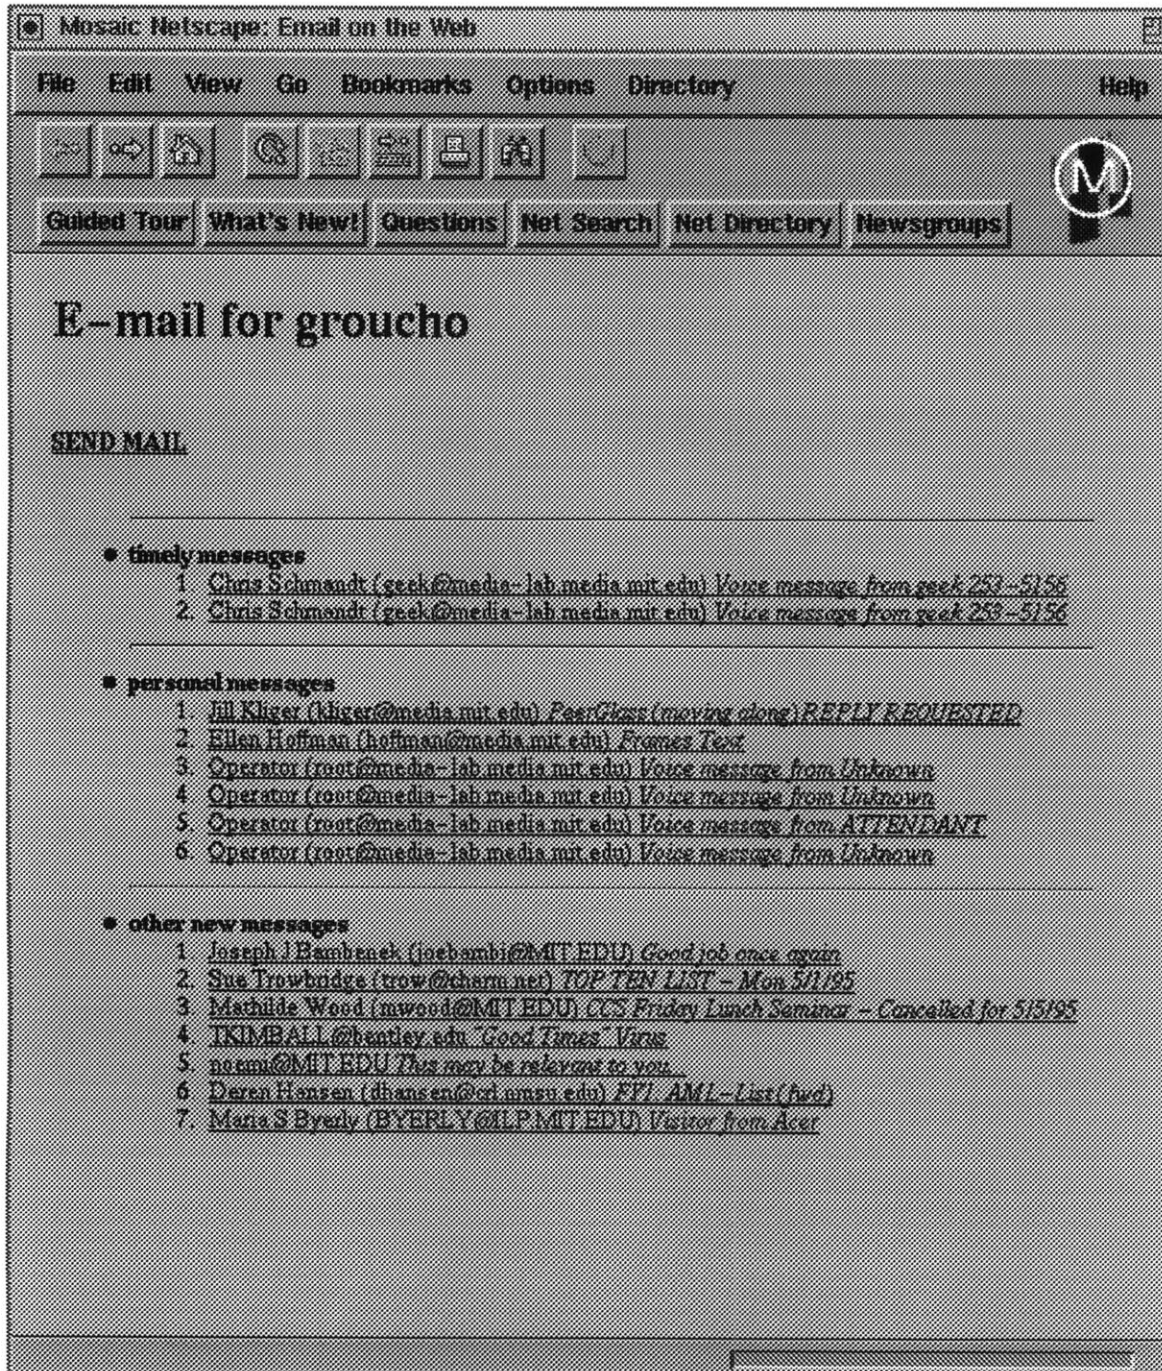 Mosaic Netscape: Email on the Web
File Edit View Go Bookmarks Options Directory Help
M
Guided Tour What's New! Questions Net Search Net Directory Newsgroups
E-mail for groucho
SEND MAIL
• timely messages
1. Chris Schmandt (geek@media-lab.media.mit.edu) Voice message from geek 253-5156
2. Chris Schmandt (geek@media-lab.media.mit.edu) Voice message from geek 253-5156
• personal messages
1. Jill Kliger (kliger@media.mit.edu) PeerGlass (moving along) REPLY REQUESTED
2. Ellen Hoffman (hoffman@media.mit.edu) Frames Text
3. Operator (root@media-lab.media.mit.edu) Voice message from Unknown
4. Operator (root@media-lab.media.mit.edu) Voice message from Unknown
5. Operator (root@media-lab.media.mit.edu) Voice message from ATTENDANT
6. Operator (root@media-lab.media.mit.edu) Voice message from Unknown
• other new messages
1. Joseph J Bambenek (joebambi@MIT.EDU) Good job once again
2. Sue Trowbridge (trow@charm.net) TOP TEN LIST - Mon 5/1/95
3. Mathilde Wood (mwood@MIT.EDU) CCS Friday Lunch Seminar - Cancelled for 5/5/95
4. TKIMBALL@bentley.edu "Good Times" Virus
5. noemi@MIT.EDU This may be relevant to you...
6. Deren Hansen (dhansen@crl.nmsu.edu) FYI: AML-List (fwd)
7. Maria S Byerly (BYERLY@ILP.MIT.EDU) Visitor from Acer